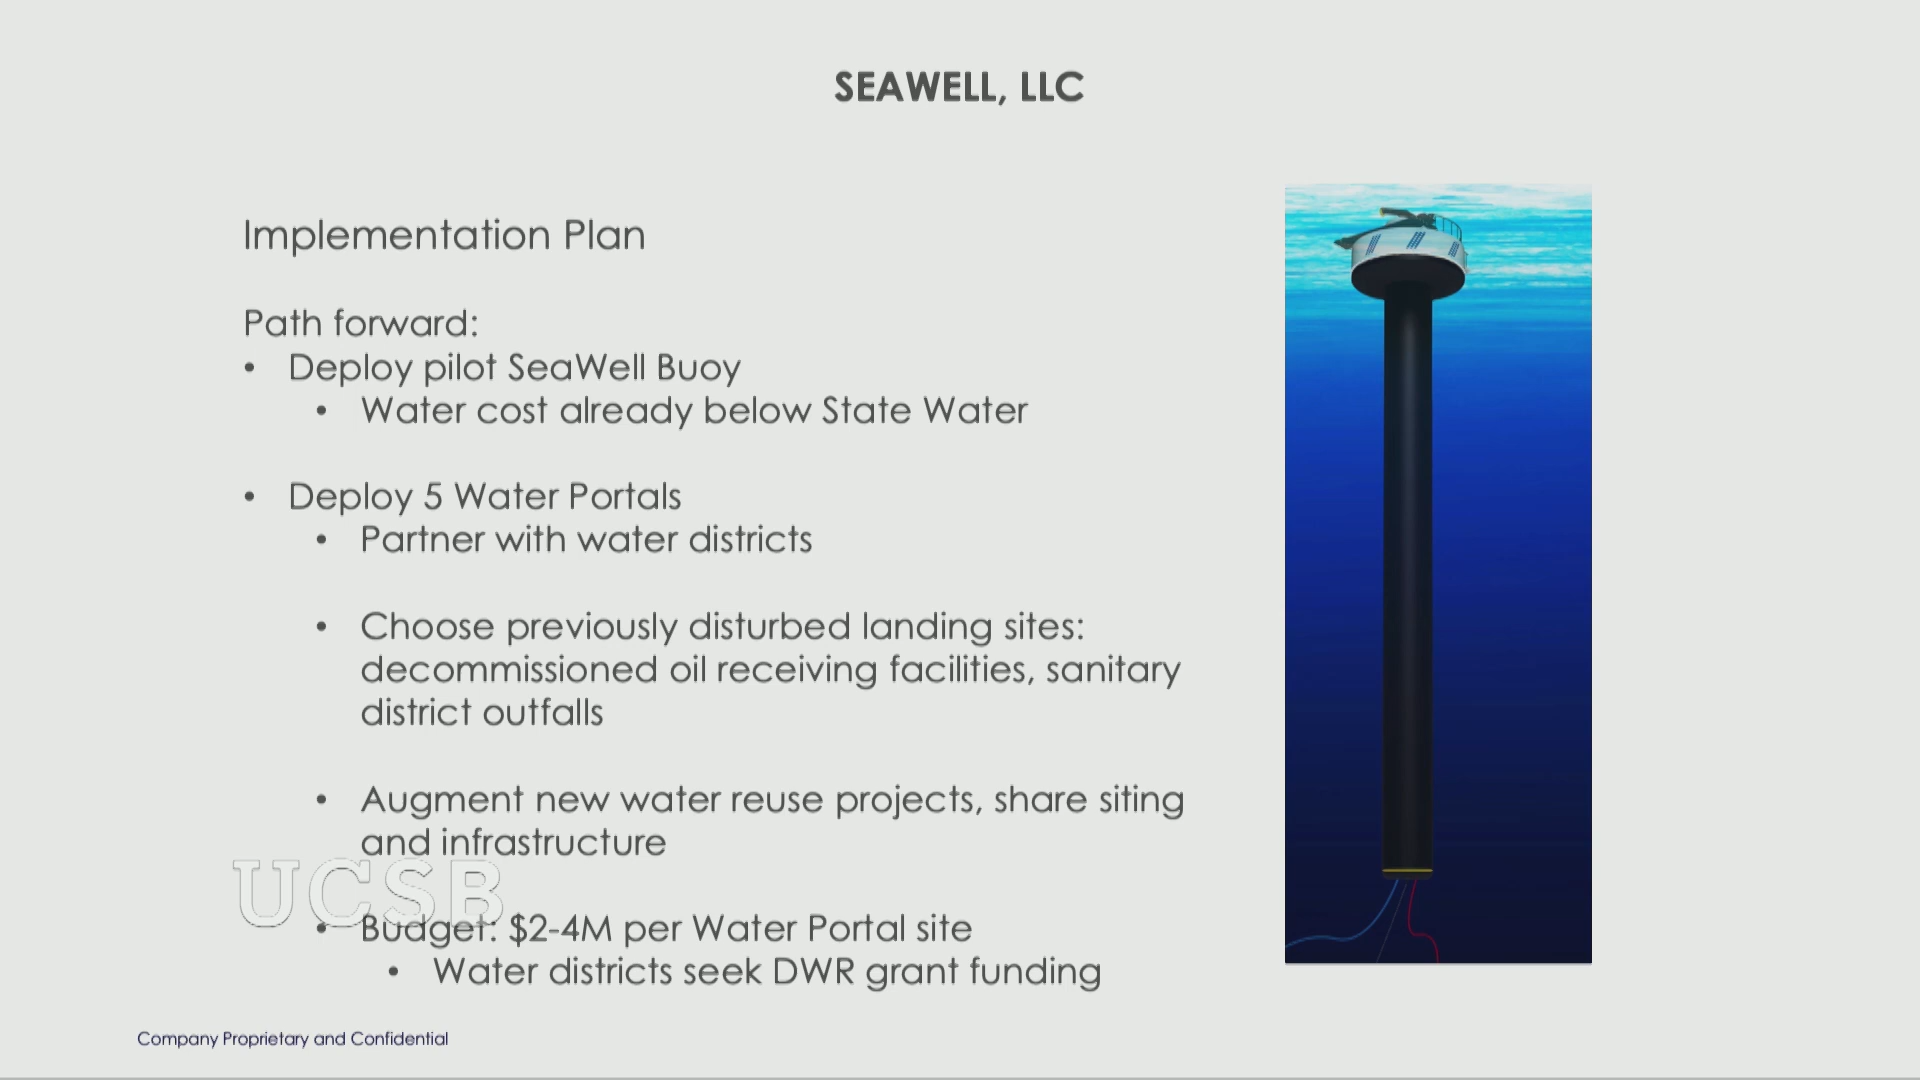 SEAWELL, LLC
Implementation Plan
Path forward:
• Deploy pilot SeaWell Buoy
• Water cost already below State Water
• Deploy 5 Water Portals
• Partner with water districts
• Choose previously disturbed landing sites:
decommissioned oil receiving facilities, sanitary
district outfalls
• Augment new water reuse projects, share siting
and infrastructure
UCSB
• Budget: $2-4M per Water Portal site
• Water districts seek DWR grant funding
Company Proprietary and Confidential